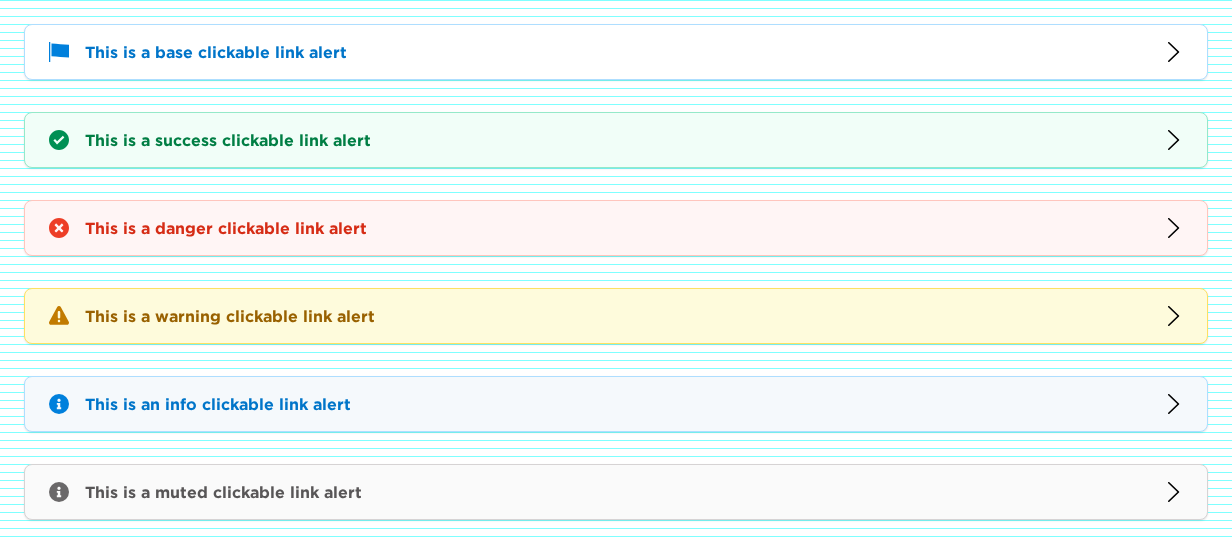 This is a base clickable link alert
This is a success clickable link alert
This is a danger clickable link alert
This is a warning clickable link alert
This is an info clickable link alert
This is a muted clickable link alert